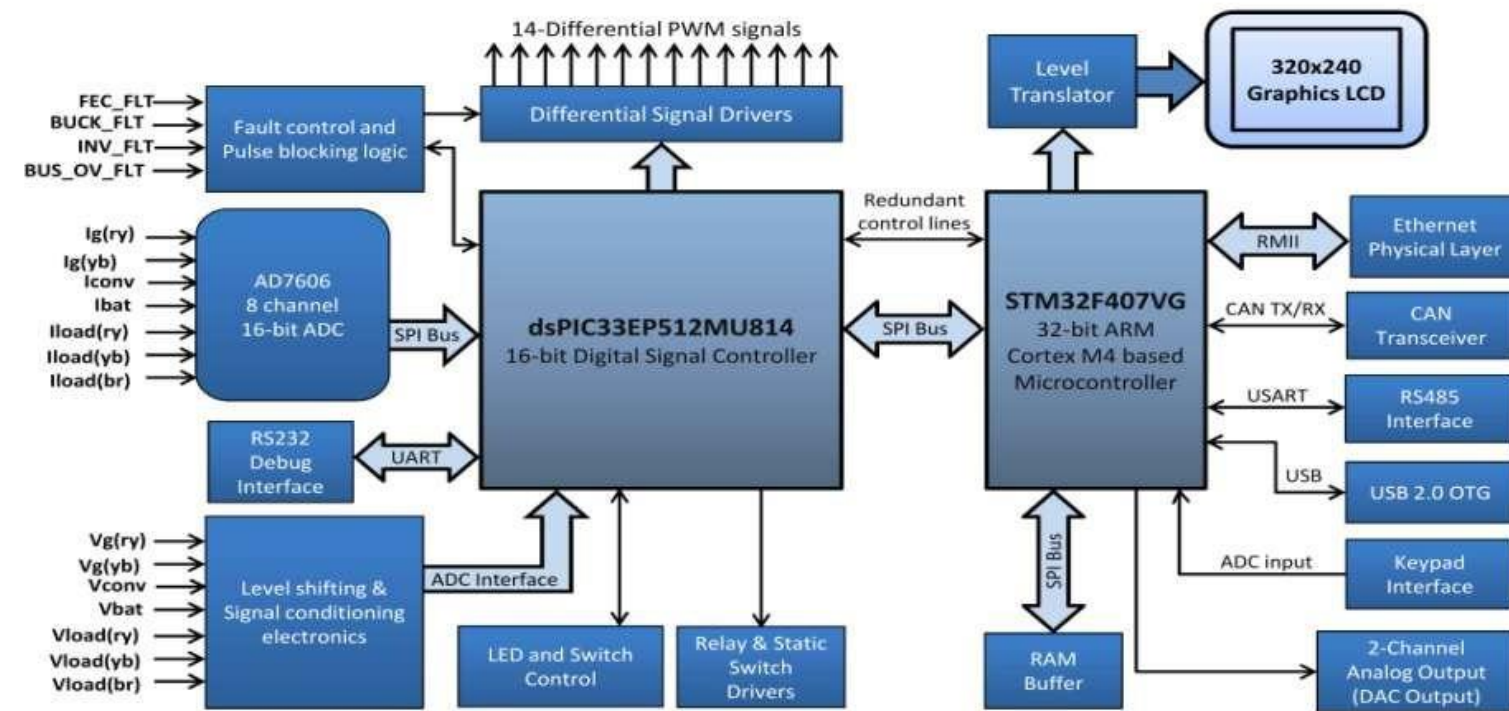 14-Differential PWM signals
FEC_FLT
BUCK_FLT
INV_FLT
BUS_OV_FLT
Fault control and
Pulse blocking logic
Differential Signal Drivers
Level
Translator
320x240
Graphics LCD
Ig(ry)
Ig(yb)
Iconv
Ibat
Iload(ry)
Iload(yb)
Iload(br)
AD7606
8 channel
16-bit ADC
SPI Bus
dsPIC33EP512MU814
16-bit Digital Signal Controller
Redundant
control lines
SPI Bus
STM32F407VG
32-bit ARM
Cortex M4 based
Microcontroller
RMII
Ethernet
Physical Layer
CAN TX/RX
CAN
Transceiver
USART
RS485
Interface
USB
USB 2.0 OTG
ADC input
Keypad
Interface
RS232
Debug
Interface
UART
Vg(ry)
Vg(yb)
Vconv
Vbat
Vload(ry)
Vload(yb)
Vload(br)
Level shifting &
Signal conditioning
electronics
ADC Interface
LED and Switch
Control
Relay & Static
Switch
Drivers
SPI Bus
RAM
Buffer
2-Channel
Analog Output
(DAC Output)